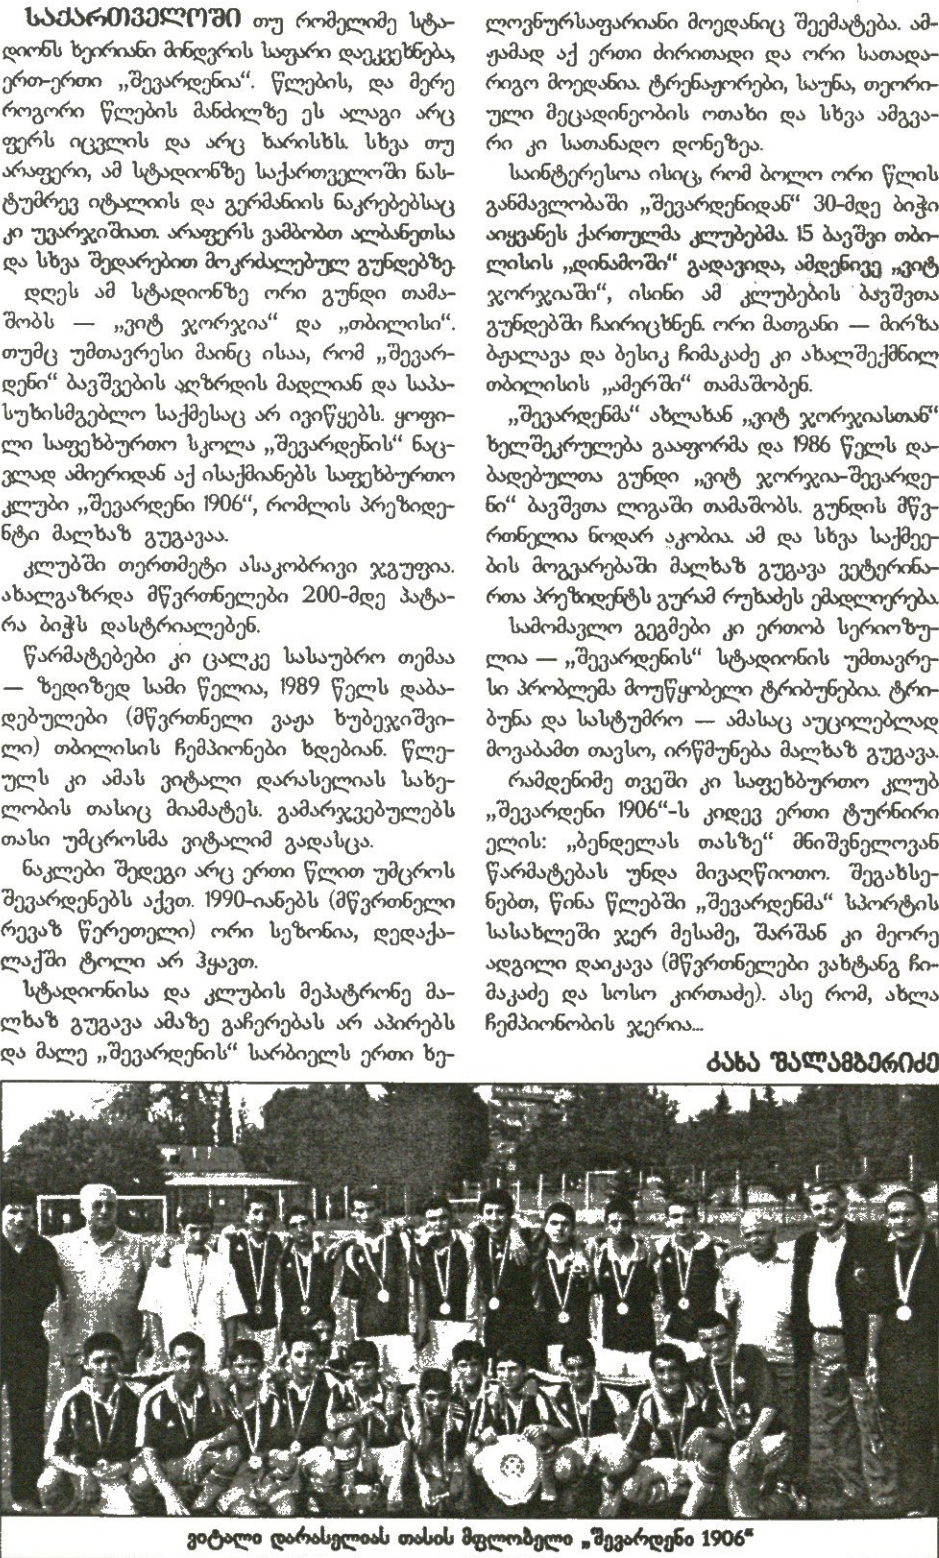 საქართველოში თუ რომელიმე სტა-
დიონს ხეირიანი მინდვრის საფარი დაეკვეხნება,
ერთ-ერთი „შევარდენია“. წლების, და მერე
როგორი წლების მანძილზე ეს ალაგი არც
ფერს იცვლის და არც ხარისხს. სხვა თუ
არაფერი, ამ სტადიონზე საქართველოში ნას-
ტუმრევ იტალიის და გერმანიის ნაკრებებსაც
კი უვარჯიშიათ. არაფერს ვამბობთ ალბანეთსა
და სხვა შედარებით მოკრძალებულ გუნდებზე.
დღეს ამ სტადიონზე ორი გუნდი თამა-
შობს — „ვიტ ჯორჯია“ და „თბილისი“.
თუმც უმთავრესი მაინც ისაა, რომ „შევარ-
დენი“ ბავშვების აღზრდის მადლიან და საპა-
სუხისმგებლო საქმესაც არ ივიწყებს. ყოფი-
ლი საფეხბურთო სკოლა „შევარდენის“ ნაც-
ვლად ამიერიდან აქ ისაქმიანებს საფეხბურთო
კლუბი „შევარდენი 1906“, რომლის პრეზიდე-
ნტი მალხაზ გუგავაა.
კლუბში თერთმეტი ასაკობრივი ჯგუფია.
ახალგაზრდა მწვრთნელები 200-მდე პატა-
რა ბიჭს დასტრიალებენ.
წარმატებები კი ცალკე სასაუბრო თემაა
— ზედიზედ სამი წელია, 1989 წელს დაბა-
დებულები (მწვრთნელი ვაჟა ხუბეჯიშვი-
ლი) თბილისის ჩემპიონები ხდებიან. წლე-
ულს კი ამას ვიტალი დარასელიას სახე-
ლობის თასიც მიამატეს. გამარჯვებულებს
თასი უმცროსმა ვიტალიმ გადასცა.
ნაკლები შედეგი არც ერთი წლით უმცროს
შევარდენებს აქვთ. 1990-იანებს (მწვრთნელი
რევაზ წერეთელი) ორი სეზონია, დედაქა-
ლაქში ტოლი არ ჰყავთ.
სტადიონისა და კლუბის მეპატრონე მა-
ლხაზ გუგავა ამაზე გაჩერებას არ აპირებს
და მალე „შევარდენის“ სარბიელს ერთი ხე-
ლოვნურსაფარიანი მოედანიც შეემატება. ამ-
ჟამად აქ ერთი ძირითადი და ორი სათადა-
რიგო მოედანია. ტრენაჟორები, საუნა, თეორი-
ული მეცადინეობის ოთახი და სხვა ამგვა-
რი კი სათანადო დონეზეა.
საინტერესოა ისიც, რომ ბოლო ორი წლის
განმავლობაში „შევარდენიდან“ 30-მდე ბიჭი
აიყვანეს ქართულმა კლუბებმა. 15 ბავშვი თბი-
ლისის „დინამოში“ გადავიდა, ამდენივე „ვიტ
ჯორჯიაში“, ისინი ამ კლუბების ბავშვთა
გუნდებში ჩაირიცხნენ. ორი მათგანი — მირზა
ბჟალავა და ბესიკ ჩიმაკაძე კი ახალშექმნილ
თბილისის „ამერში“ თამაშობენ.
„შევარდენმა“ ახლახან „ვიტ ჯორჯიასთან“
ხელშეკრულება გააფორმა და 1986 წელს და-
ბადებულთა გუნდი „ვიტ ჯორჯია-შევარდე-
ნი“ ბავშვთა ლიგაში თამაშობს. გუნდის მწვ-
რთნელია ნოდარ აკობია. ამ და სხვა საქმეე-
ბის მოგვარებაში მალხაზ გუგავა ვეტერინა-
რთა პრეზიდენტს გურამ რუხაძეს ემადლიერება.
სამომავლო გეგმები კი ერთობ სერიოზუ-
ლია — „შევარდენის“ სტადიონის უმთავრე-
სი პრობლემა მოუწყობელი ტრიბუნებია. ტრი-
ბუნა და სასტუმრო — ამასაც აუცილებლად
მოვაბამთ თავსო, ირწმუნება მალხაზ გუგავა.
რამდენიმე თვეში კი საფეხბურთო კლუბ
„შევარდენი 1906“-ს კიდევ ერთი ტურნირი
ელის: „ბენდელას თასზე“ მნიშვნელოვან
წარმატებას უნდა მივაღწიოთო. შეგახსე-
ნებთ, წინა წლებში „შევარდენმა“ სპორტის
სასახლეში ჯერ მესამე, შარშან კი მეორე
ადგილი დაიკავა (მწვრთნელები ვახტანგ ჩი-
მაკაძე და სოსო კირთაძე). ასე რომ, ახლა
ჩემპიონობის ჯერია...
კახა შალამბერიძე
ვიტალი დარასელიას თასის მფლობელი „შევარდენი 1906“